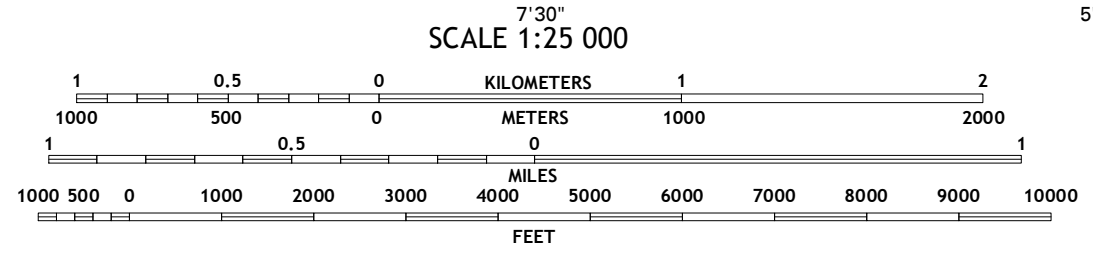 7'30" 5'
SCALE 1:25 000
1 0.5 0 KILOMETERS 1 2
1000 500 0 METERS 1000 2000
1 0.5 0 1
MILES
1000 500 0 1000 2000 3000 4000 5000 6000 7000 8000 9000 10000
FEET